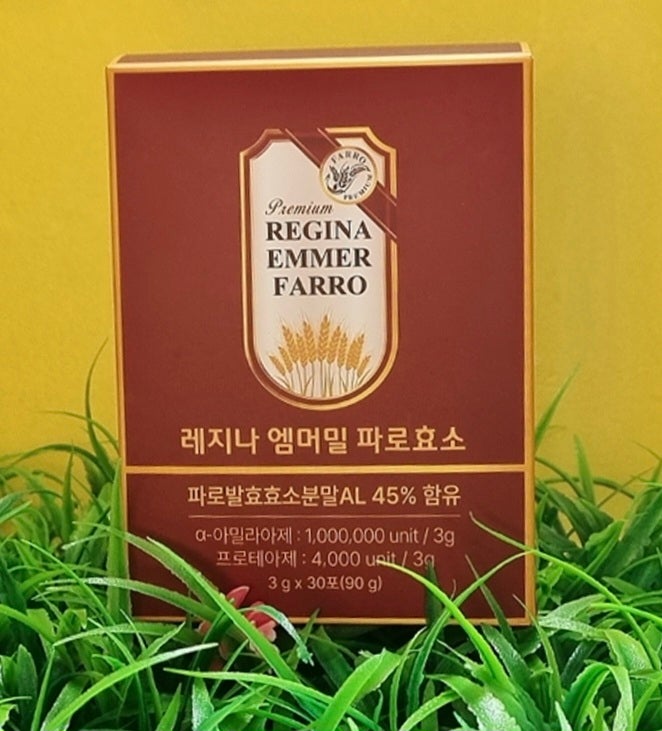 FARRO
PREMIUM
Premium
REGINA
EMMER
FARRO
레지나 엠머밀 파로효소
파로발효효소분말AL 45% 함유
α-아밀라아제 : 1,000,000 unit / 3g
프로테아제 : 4,000 unit / 3g
3 g x 30포(90 g)